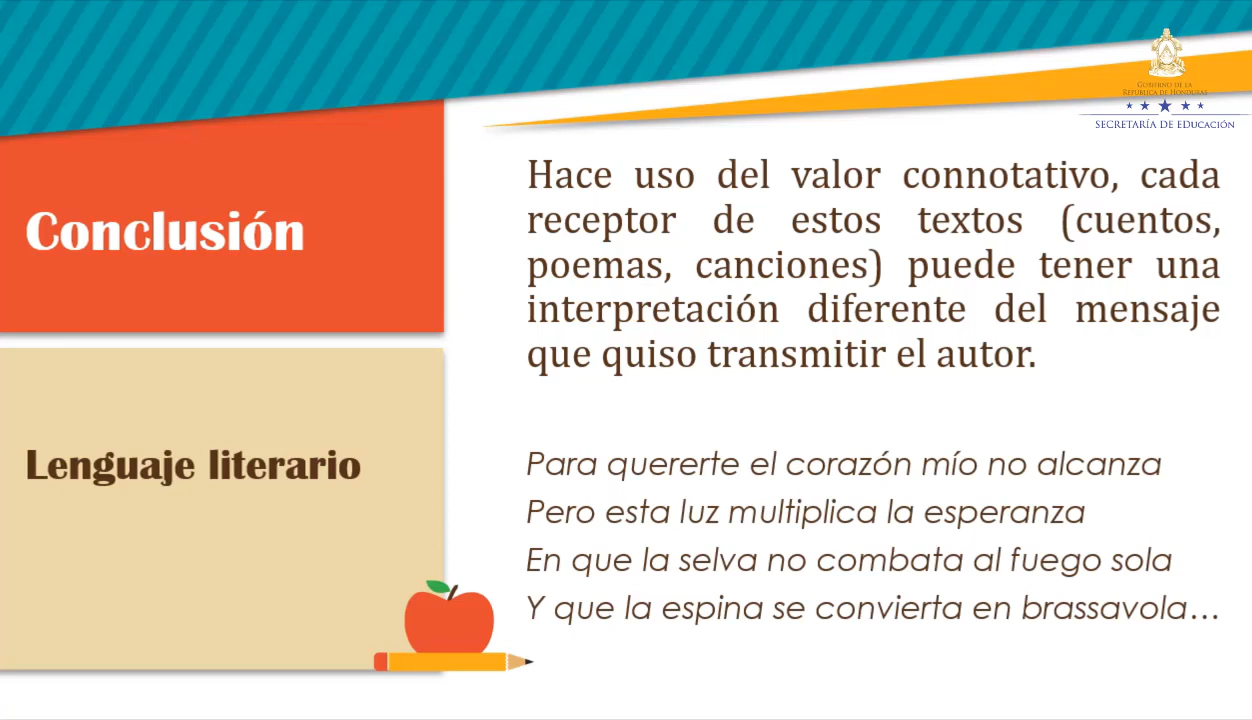 GOBIERNO DE LA
REPÚBLICA DE HONDURAS
SECRETARÍA DE EDUCACIÓN
Conclusión
Hace uso del valor connotativo, cada
receptor de estos textos (cuentos,
poemas, canciones) puede tener una
interpretación diferente del mensaje
que quiso transmitir el autor.
Lenguaje literario
Para quererte el corazón mío no alcanza
Pero esta luz multiplica la esperanza
En que la selva no combata al fuego sola
Y que la espina se convierta en brassavola…